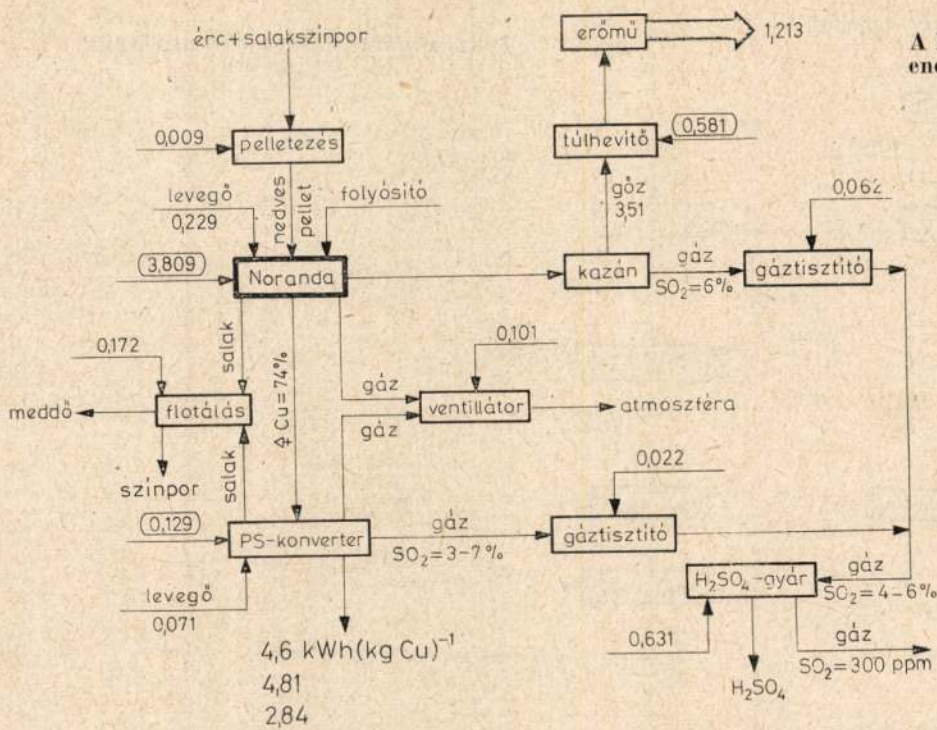 érc+salakszínpor
erőmű
1,213
A
ene
0,009
pelletezés
túlhevítő
0,581
levegő
0,229
nedves
pellet
folyósító
gőz
3,51
0,062
3,809
Noranda
kazán
gáz
SO₂=6%
gáztisztító
0,172
salak
Cu=74%
0,101
meddő
flotálás
gáz
gáz
ventillátor
atmoszféra
színpor
salak
0,022
0,129
PS-konverter
gáz
SO₂=3-7%
gáztisztító
levegő
0,071
H₂SO₄-gyár
gáz
SO₂=4-6%
4,6 kWh(kg Cu)⁻¹
4,81
2,84
0,631
H₂SO₄
gáz
SO₂=300 ppm